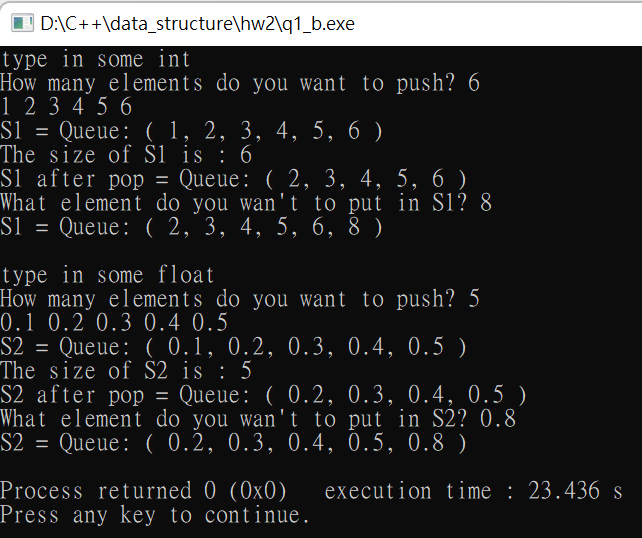 D:\C++\data_structure\hw2\q1_b.exe
type in some int
How many elements do you want to push? 6
1 2 3 4 5 6
S1 = Queue: ( 1, 2, 3, 4, 5, 6 )
The size of S1 is : 6
S1 after pop = Queue: ( 2, 3, 4, 5, 6 )
What element do you wan't to put in S1? 8
S1 = Queue: ( 2, 3, 4, 5, 6, 8 )
type in some float
How many elements do you want to push? 5
0.1 0.2 0.3 0.4 0.5
S2 = Queue: ( 0.1, 0.2, 0.3, 0.4, 0.5 )
The size of S2 is : 5
S2 after pop = Queue: ( 0.2, 0.3, 0.4, 0.5 )
What element do you wan't to put in S2? 0.8
S2 = Queue: ( 0.2, 0.3, 0.4, 0.5, 0.8 )
Process returned 0 (0x0)   execution time : 23.436 s
Press any key to continue.